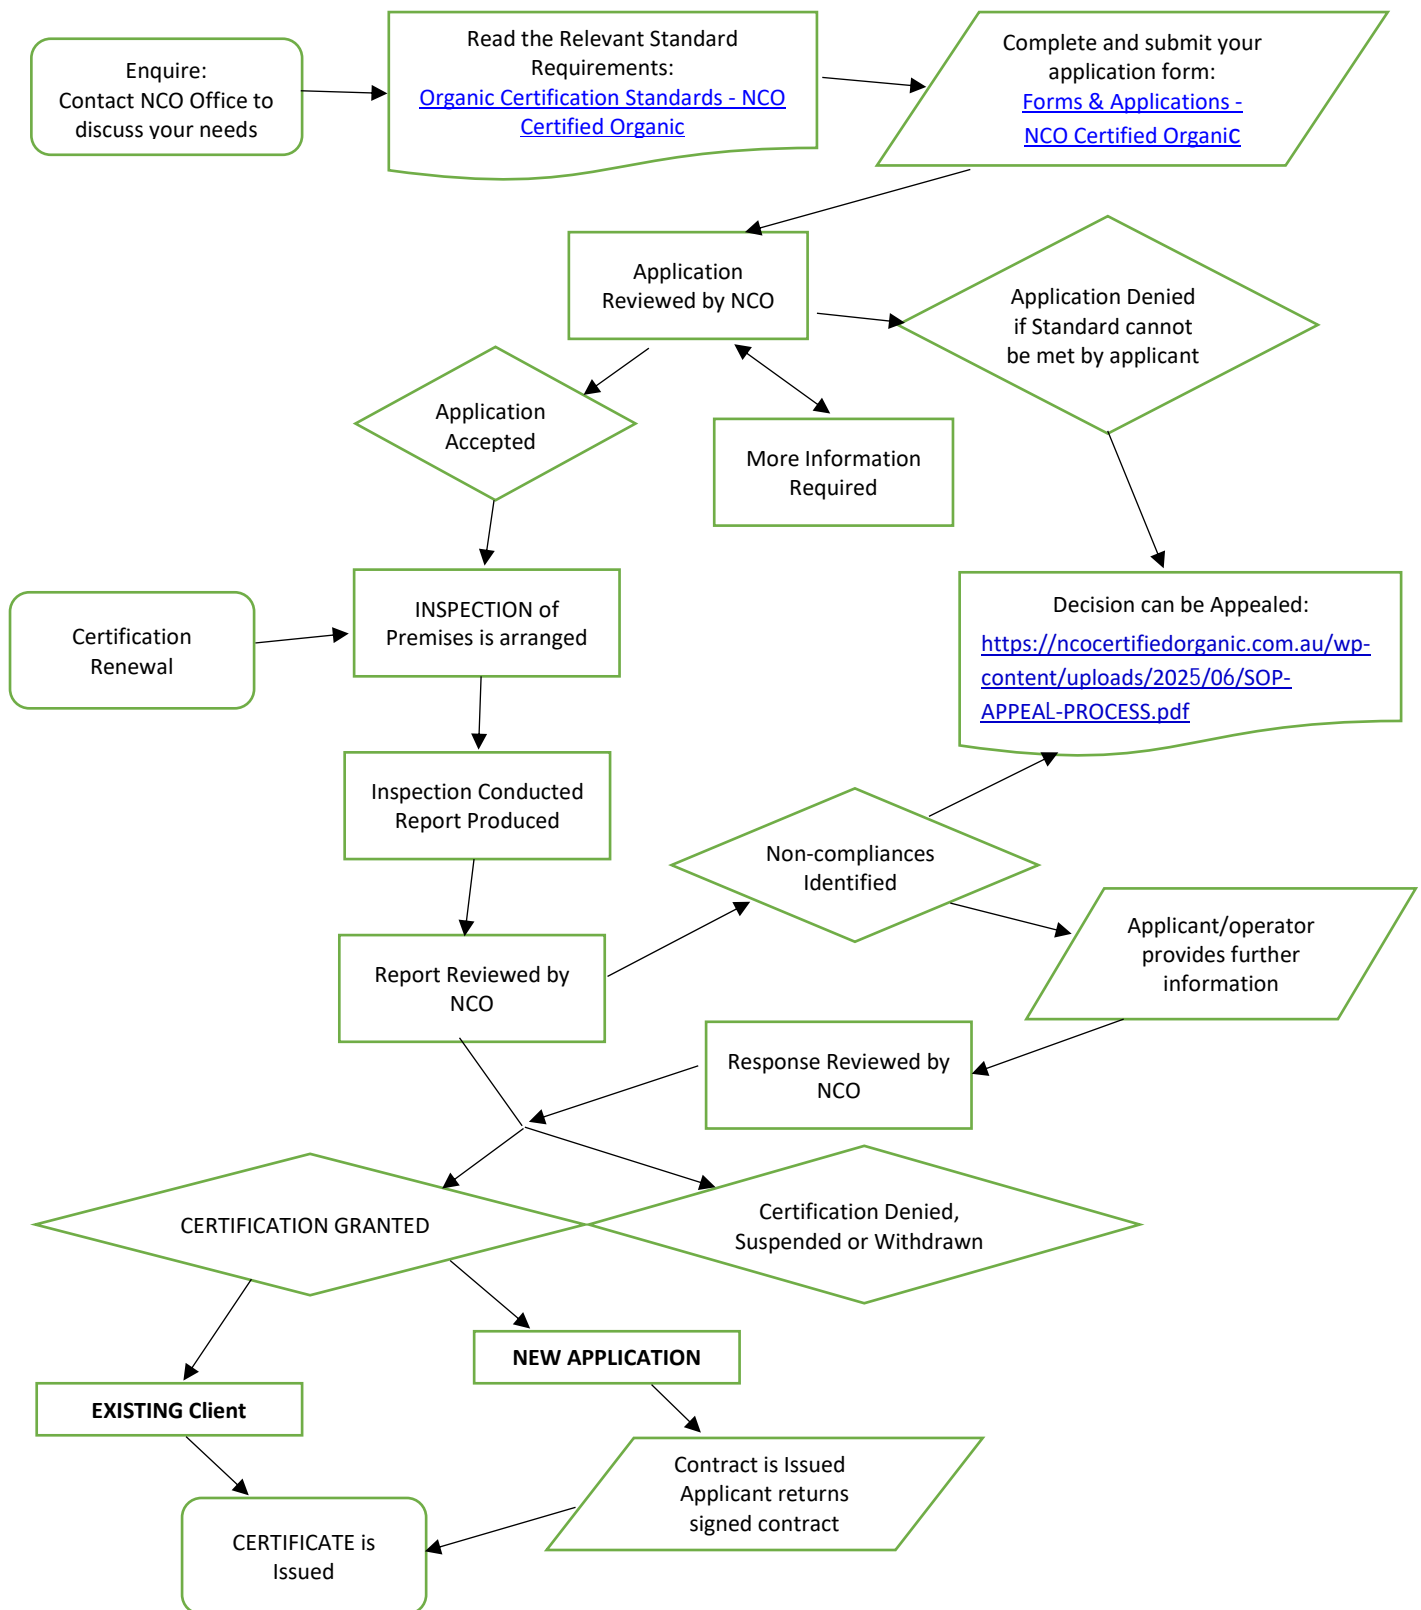 Enquire:
Contact NCO Office to
discuss your needs
Read the Relevant Standard
Requirements:
Organic Certification Standards - NCO
Certified Organic
Complete and submit your
application form:
Forms & Applications -
NCO Certified Organic
Application
Reviewed by NCO
Application Denied
if Standard cannot
be met by applicant
Application
Accepted
More Information
Required
Certification
Renewal
INSPECTION of
Premises is arranged
Decision can be Appealed:
https://ncocertifiedorganic.com.au/wp-
content/uploads/2025/06/SOP-
APPEAL-PROCESS.pdf
Inspection Conducted
Report Produced
Non-compliances
Identified
Applicant/operator
provides further
information
Report Reviewed by
NCO
Response Reviewed by
NCO
CERTIFICATION GRANTED
Certification Denied,
Suspended or Withdrawn
NEW APPLICATION
EXISTING Client
Contract is Issued
Applicant returns
signed contract
CERTIFICATE is
Issued